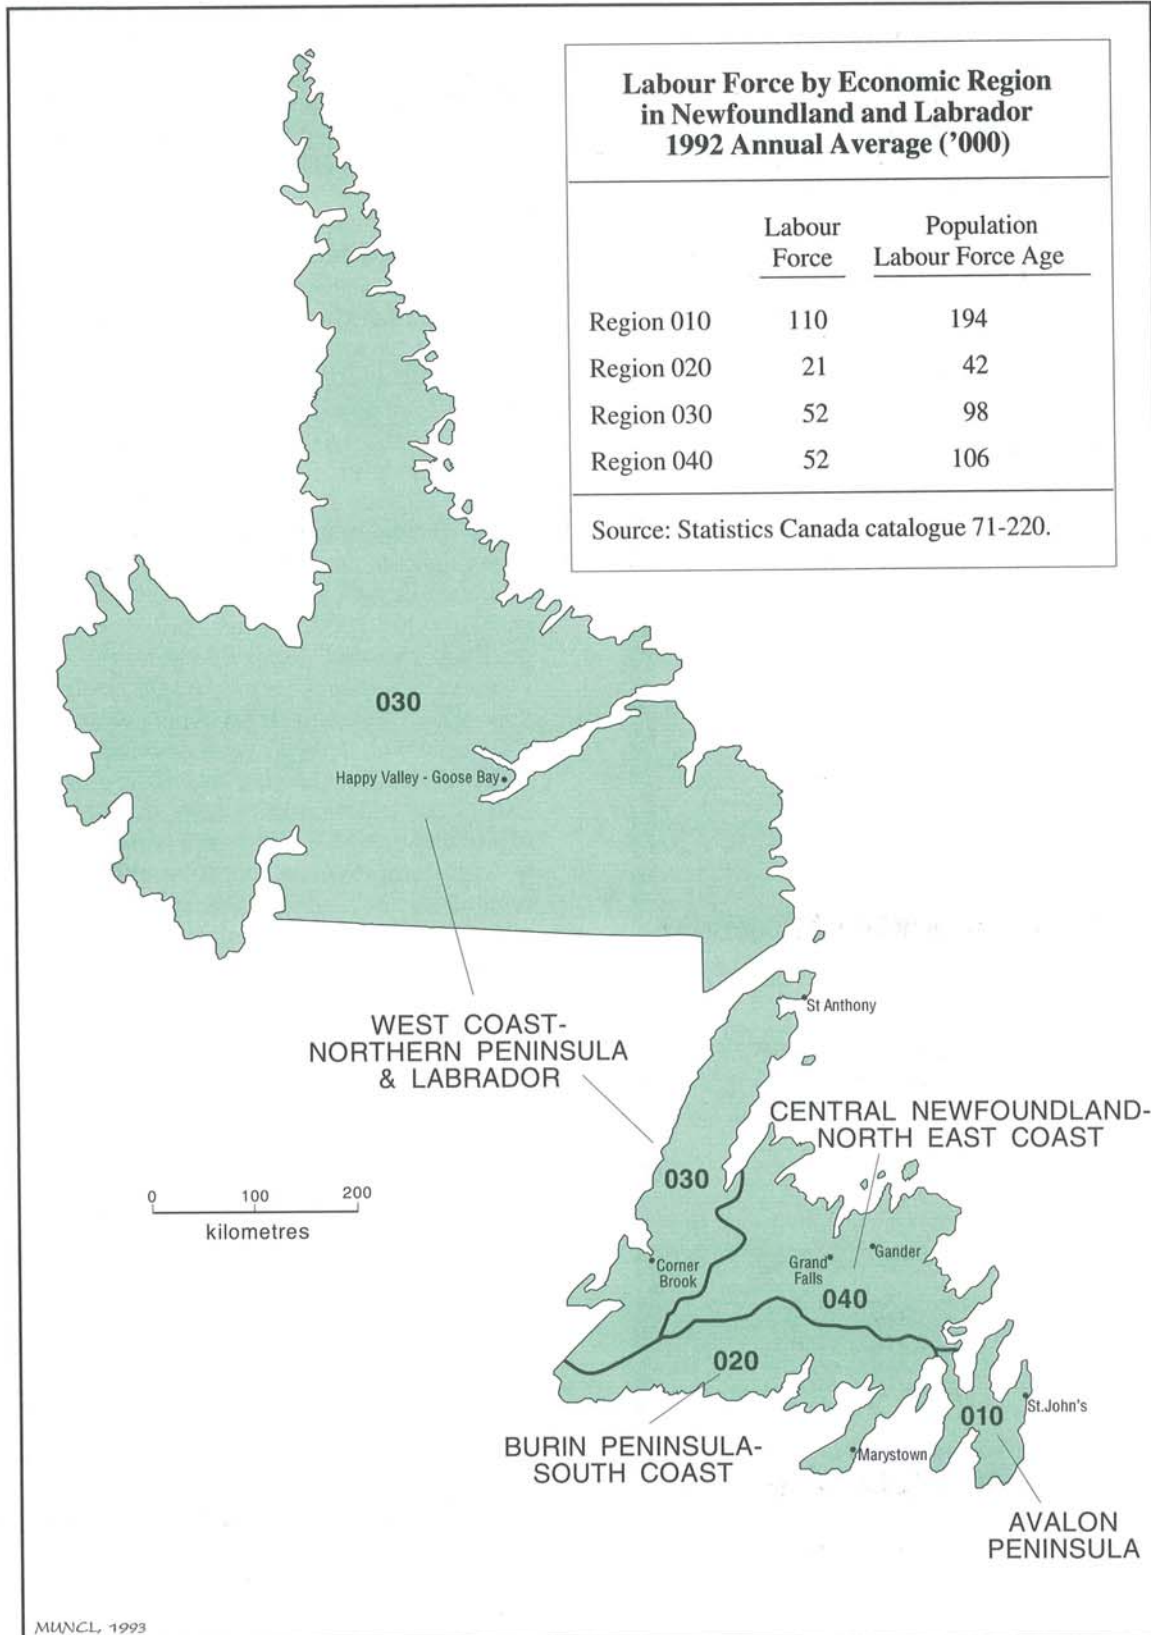 Labour Force by Economic Region
in Newfoundland and Labrador
1992 Annual Average ('000)
Labour Force
Population Labour Force Age
Region 010 110 194
Region 020 21 42
Region 030 52 98
Region 040 52 106
Source: Statistics Canada catalogue 71-220.
030
Happy Valley - Goose Bay
WEST COAST-
NORTHERN PENINSULA
& LABRADOR
St Anthony
CENTRAL NEWFOUNDLAND-
NORTH EAST COAST
030
0 100 200
kilometres
Corner
Brook
Grand
Falls
Gander
040
020
010
St.John's
BURIN PENINSULA-
SOUTH COAST
Marystown
AVALON
PENINSULA
MUNCL, 1993